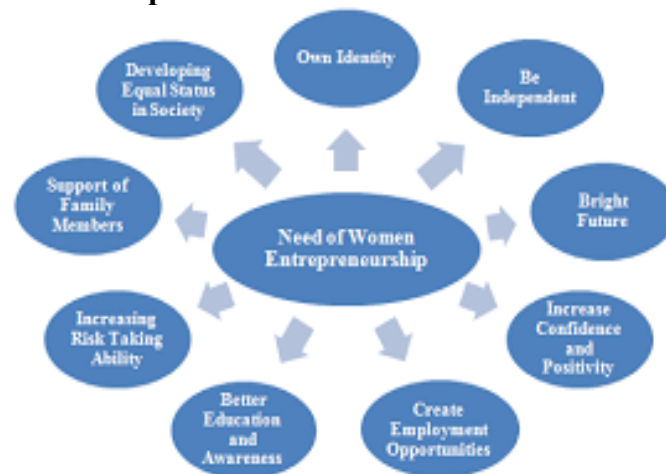 Own Identity
Be
Independent
Bright
Future
Increase
Confidence
and
Positivity
Create
Employment
Opportunities
Better
Education
and
Awareness
Increasing
Risk Taking
Ability
Support of
Family
Members
Developing
Equal Status
in Society
Need of Women
Entrepreneurship